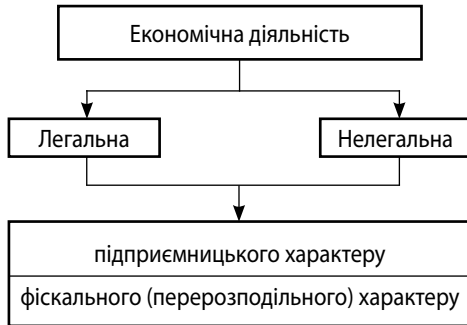 Економічна діяльність
Легальна
Нелегальна
підприємницького характеру
фіскального (перерозподільного) характеру